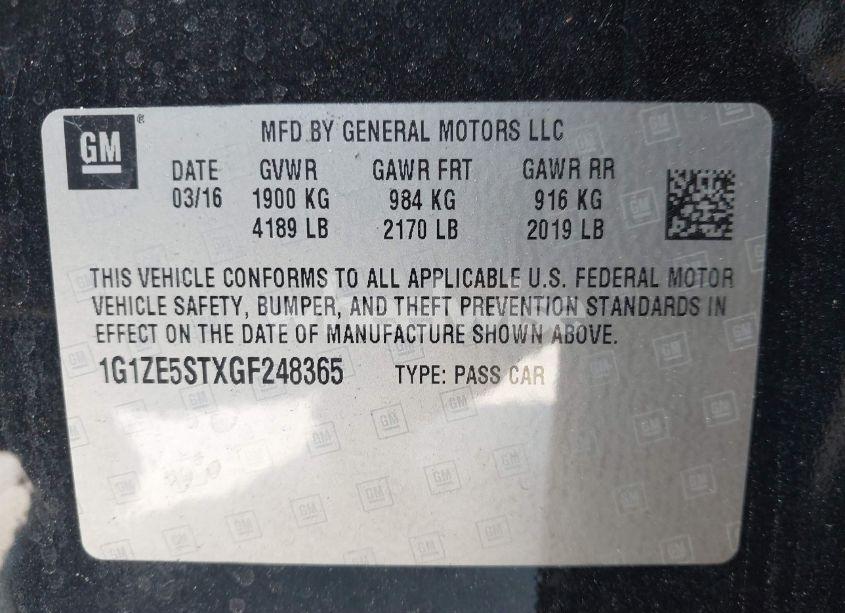 GM ® MFD BY GENERAL MOTORS LLC
DATE GVWR GAWR FRT GAWR RR
03/16 1900 KG 984 KG 916 KG
4189 LB 2170 LB 2019 LB
THIS VEHICLE CONFORMS TO ALL APPLICABLE U.S. FEDERAL MOTOR
VEHICLE SAFETY, BUMPER, AND THEFT PREVENTION STANDARDS IN
EFFECT ON THE DATE OF MANUFACTURE SHOWN ABOVE.
1G1ZE5STXGF248365 TYPE: PASS CAR